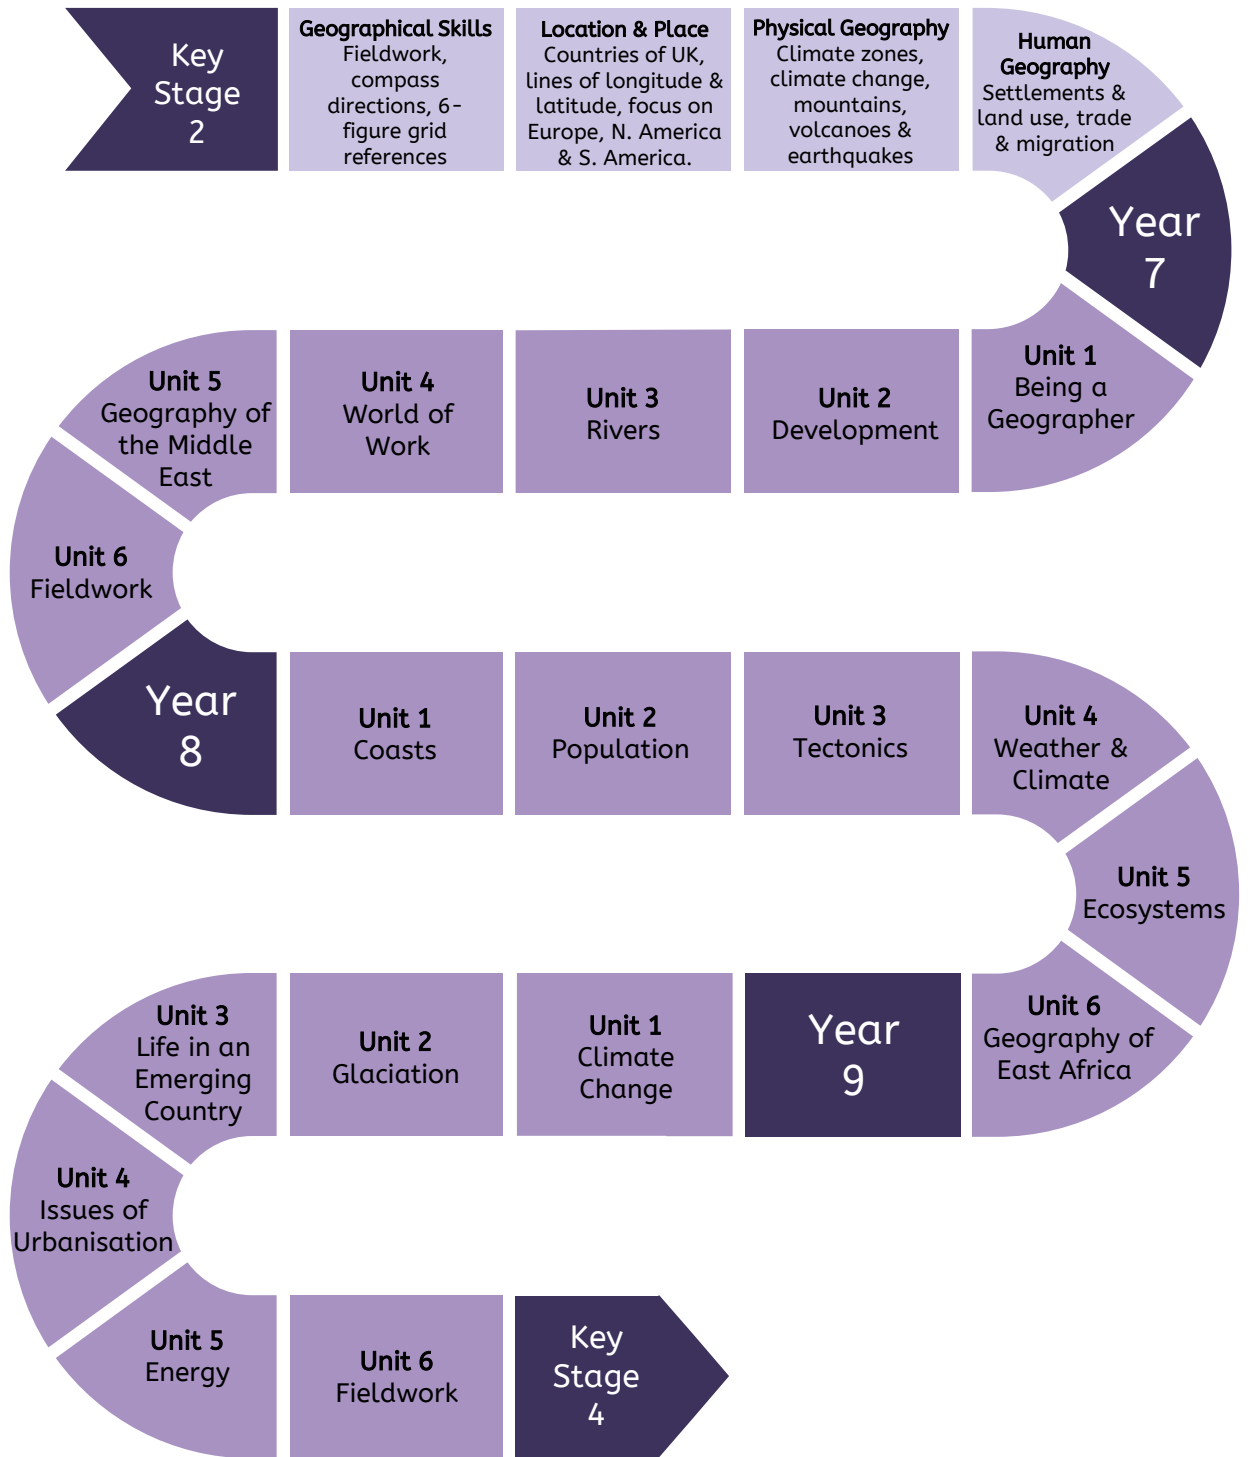 Key
Stage
2
Geographical Skills
Fieldwork,
compass
directions, 6-
figure grid
references
Location & Place
Countries of UK,
lines of longitude &
latitude, focus on
Europe, N. America
& S. America.
Physical Geography
Climate zones,
climate change,
mountains,
volcanoes &
earthquakes
Human
Geography
Settlements &
land use, trade
& migration
Year
7
Unit 1
Being a
Geographer
Unit 2
Development
Unit 3
Rivers
Unit 4
World of
Work
Unit 5
Geography of
the Middle
East
Unit 6
Fieldwork
Year
8
Unit 1
Coasts
Unit 2
Population
Unit 3
Tectonics
Unit 4
Weather &
Climate
Unit 5
Ecosystems
Unit 6
Geography of
East Africa
Year
9
Unit 1
Climate
Change
Unit 2
Glaciation
Unit 3
Life in an
Emerging
Country
Unit 4
Issues of
Urbanisation
Unit 5
Energy
Unit 6
Fieldwork
Key
Stage
4